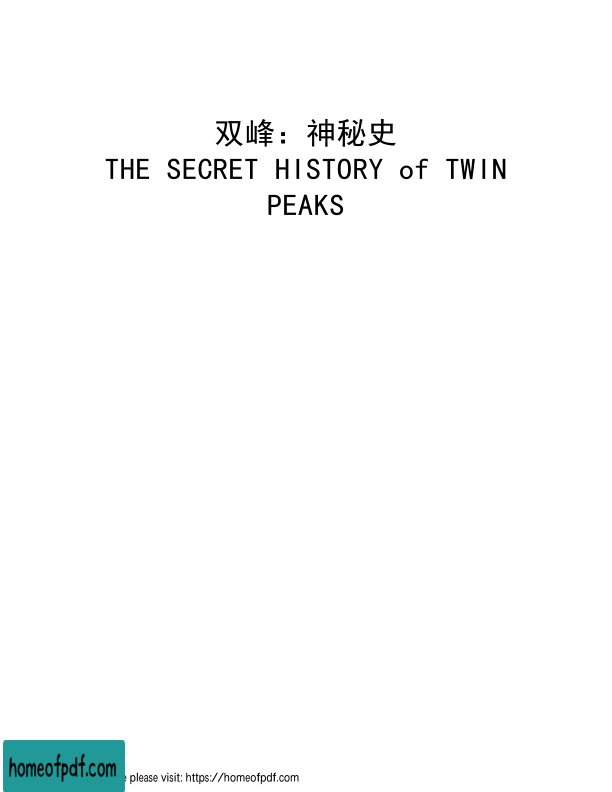 双峰：神秘史
THE SECRET HISTORY of TWIN
PEAKS
homeofpdf.com
please visit: https://homeofpdf.com